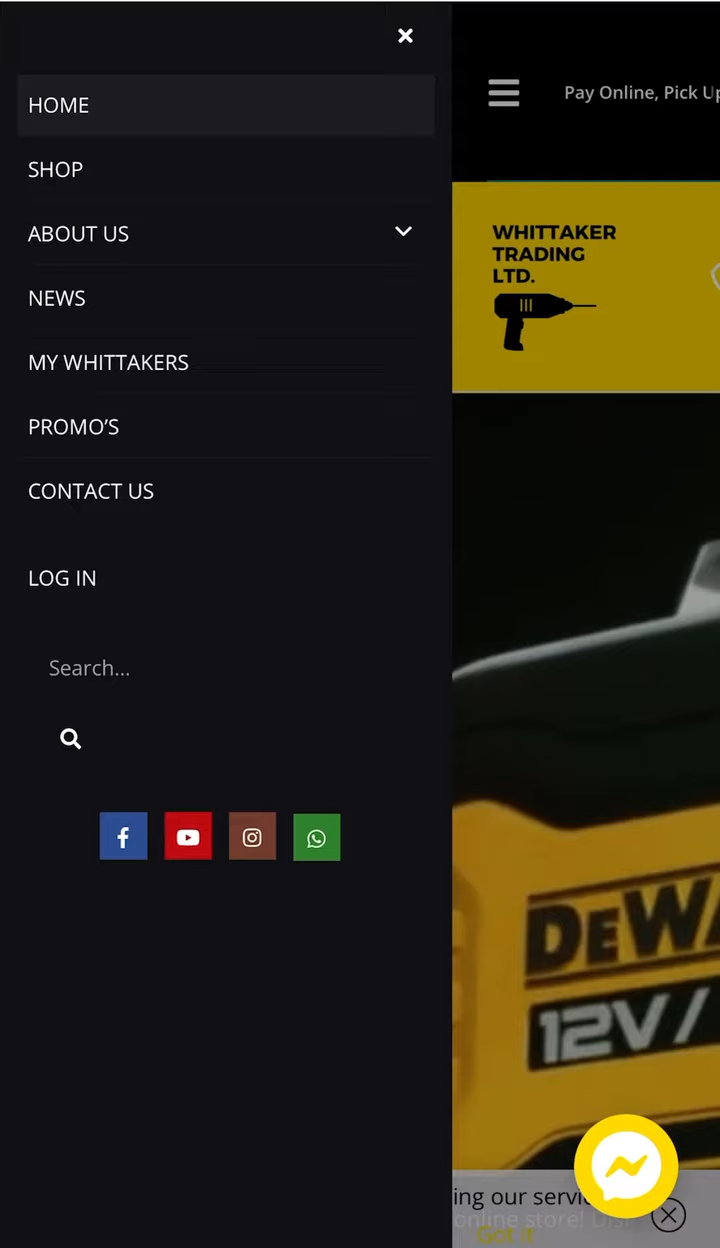 HOME
SHOP
ABOUT US
NEWS
MY WHITTAKERS
PROMO’S
CONTACT US
LOG IN
Search...
Pay Online, Pick Up
WHITTAKER
TRADING
LTD.
DEWA
12V/
ing our servi
online store!
Got it